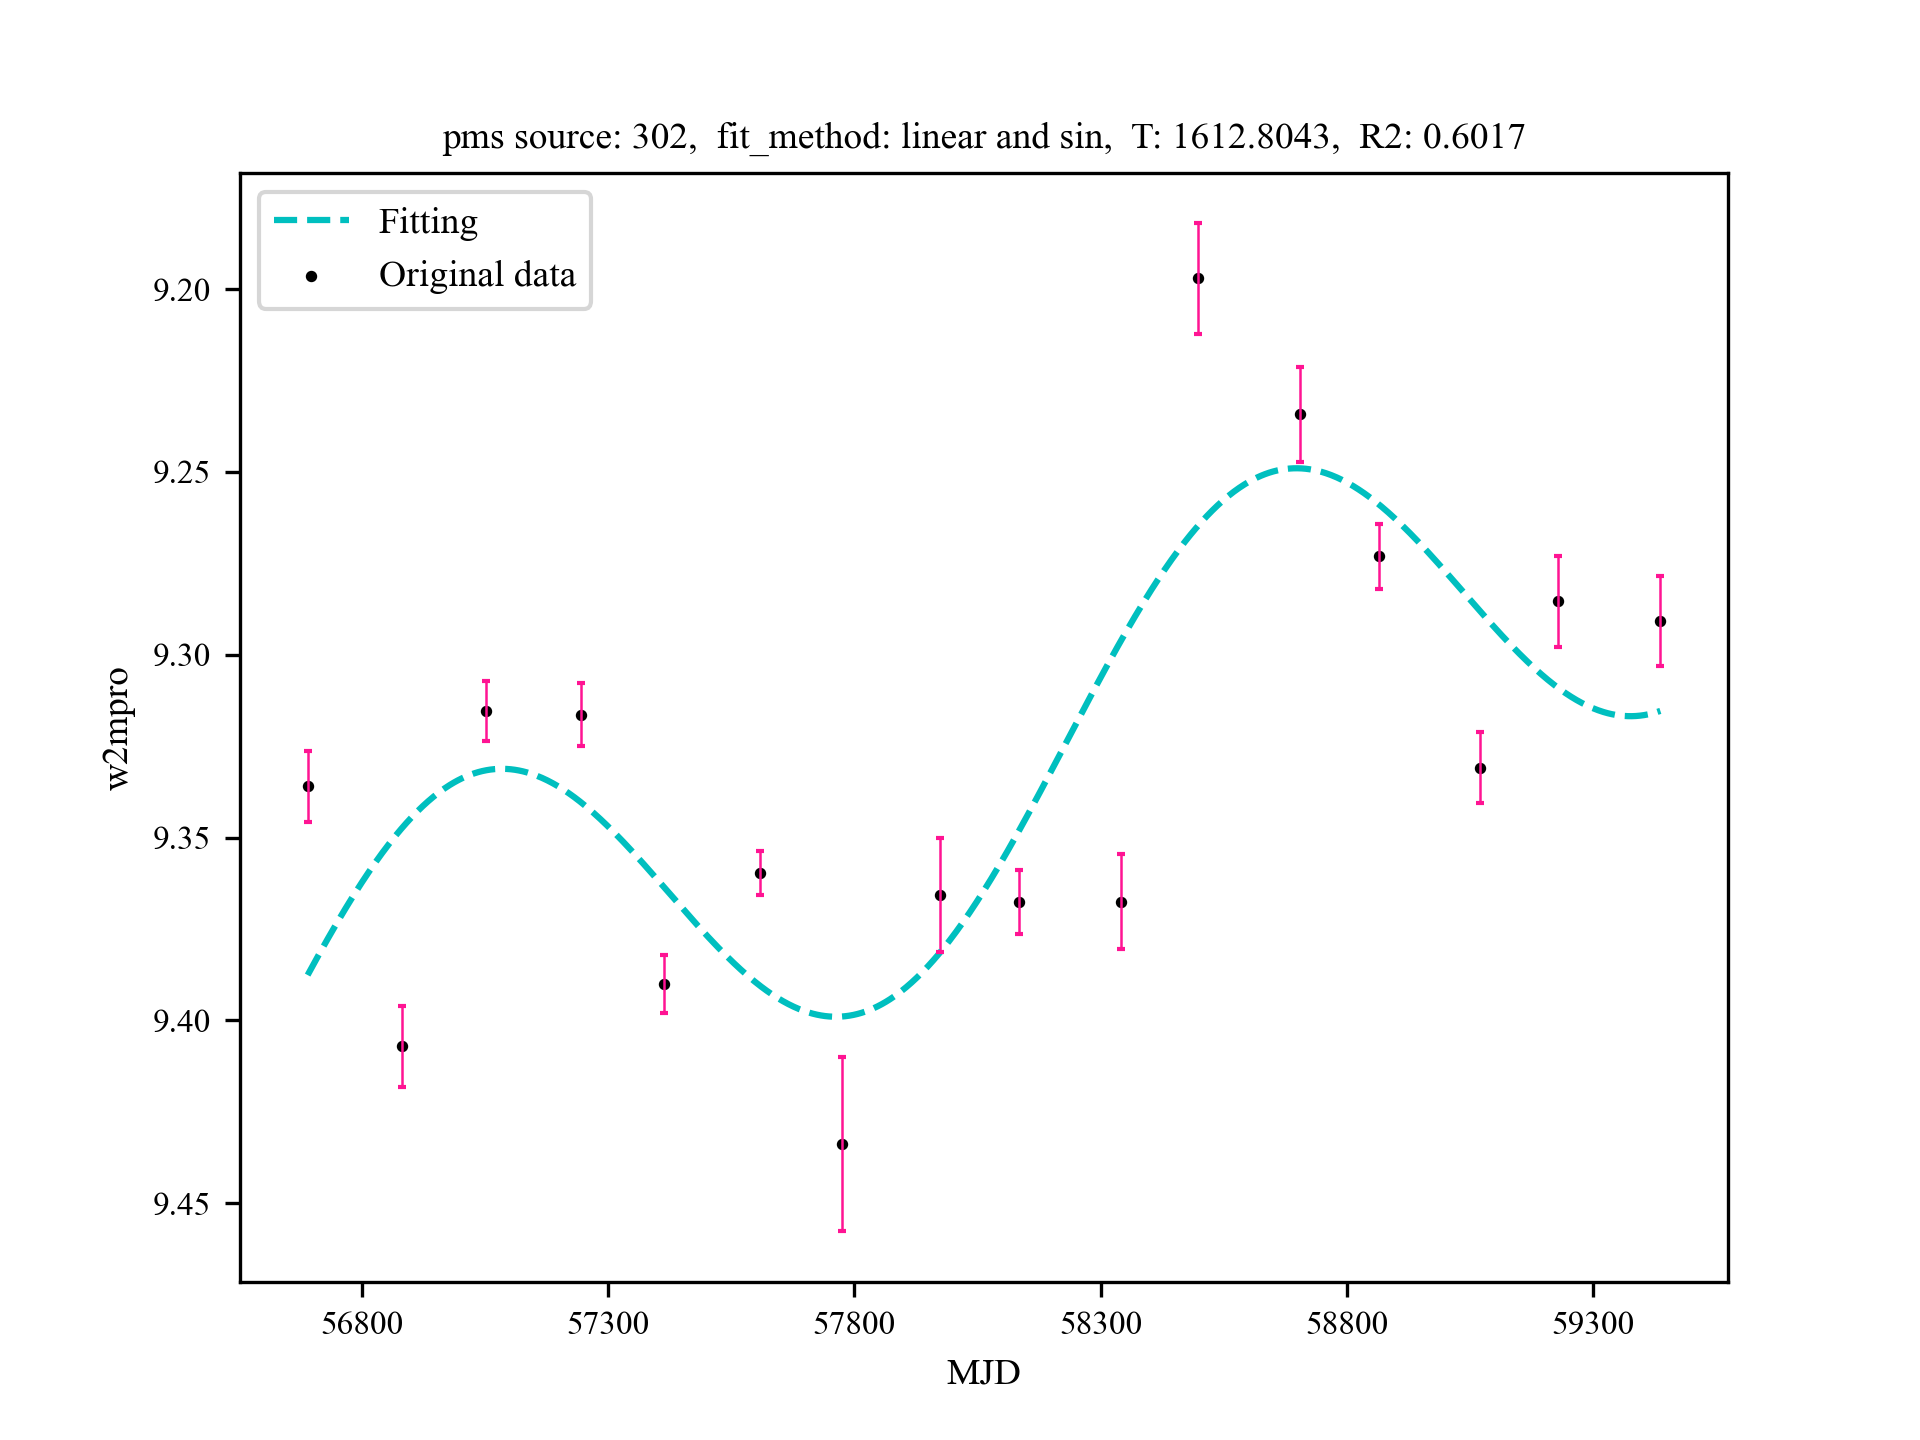 pms source: 302,  fit_method: linear and sin,  T: 1612.8043,  R2: 0.6017
Fitting
Original data
9.20
9.25
9.30
9.35
9.40
9.45
w2mpro
56800 57300 57800 58300 58800 59300
MJD